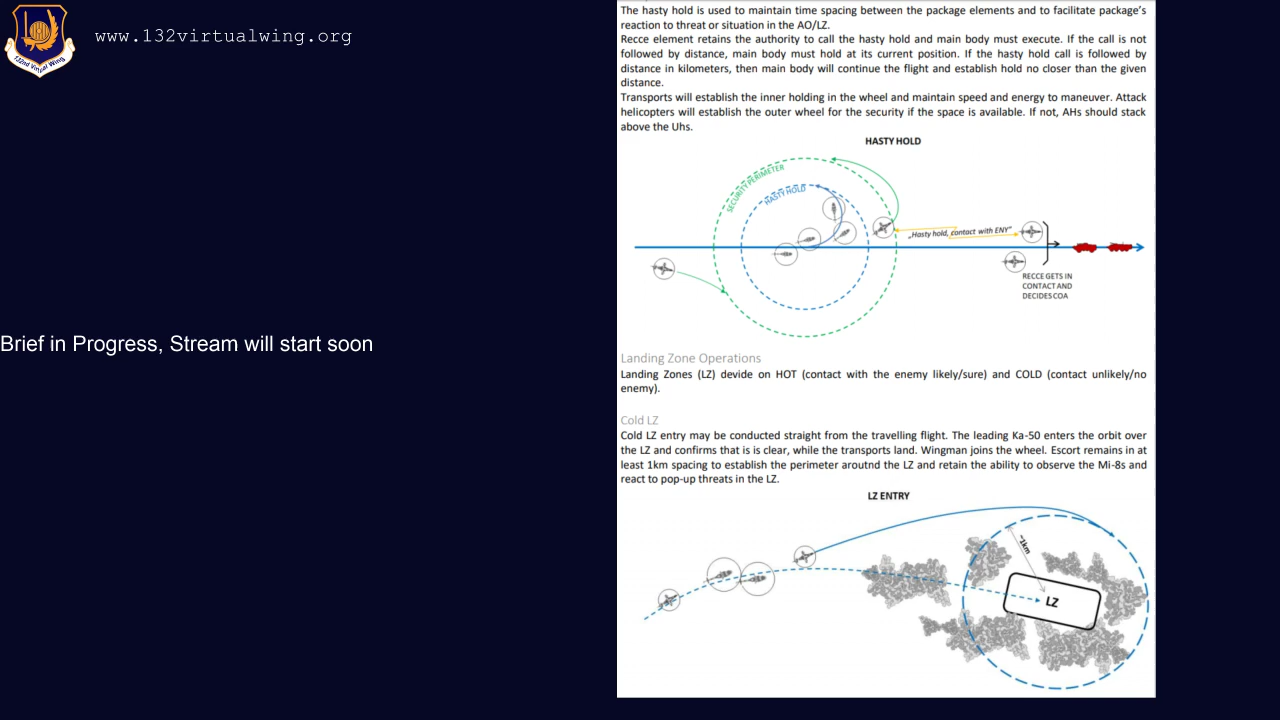 www.132virtualwing.org
132nd Virtual Wing
Brief in Progress, Stream will start soon
The hasty hold is used to maintain time spacing between the package elements and to facilitate package's
reaction to threat or situation in the AO/LZ.
Recce element retains the authority to call the hasty hold and main body must execute. If the call is not
followed by distance, main body must hold at its current position. If the hasty hold call is followed by
distance in kilometers, then main body will continue the flight and establish hold no closer than the given
distance.
Transports will establish the inner holding in the wheel and maintain speed and energy to maneuver. Attack
helicopters will establish the outer wheel for the security if the space is available. If not, AHs should stack
above the Uhs.
HASTY HOLD
SECURITY PERIMETER
HASTY HOLD
„Hasty hold, contact with ENY"
RECCE GETS IN
CONTACT AND
DECIDES COA
Landing Zone Operations
Landing Zones (LZ) devide on HOT (contact with the enemy likely/sure) and COLD (contact unlikely/no
enemy).
Cold LZ
Cold LZ entry may be conducted straight from the travelling flight. The leading Ka-50 enters the orbit over
the LZ and confirms that is is clear, while the transports land. Wingman joins the wheel. Escort remains in at
least 1km spacing to establish the perimeter aroutnd the LZ and retain the ability to observe the Mi-8s and
react to pop-up threats in the LZ.
LZ ENTRY
~1km
LZ